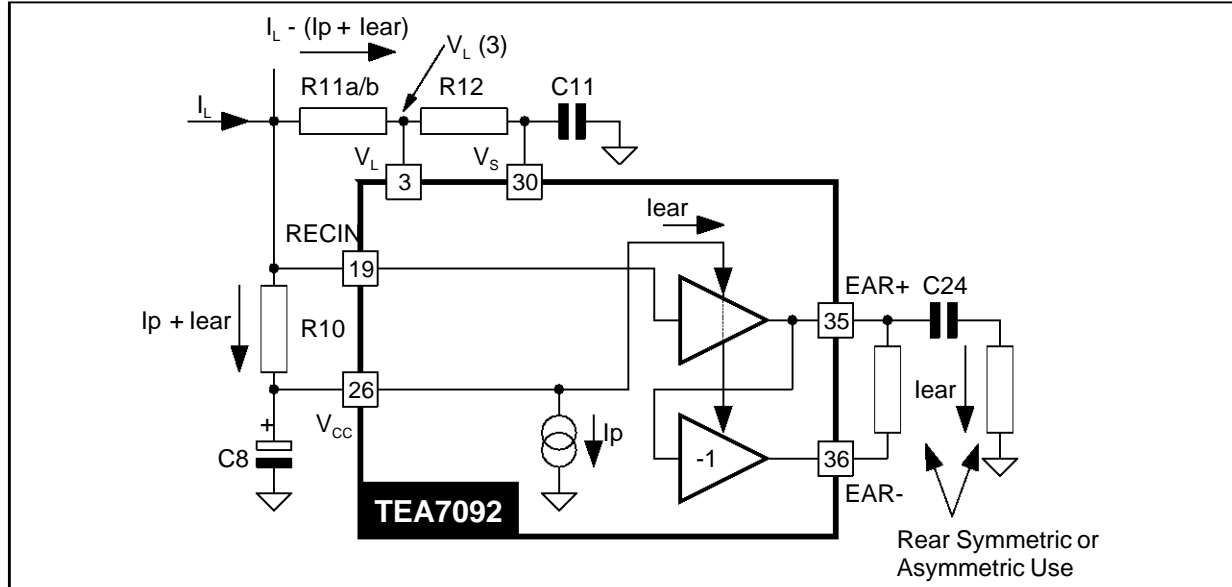 I_L - (Ip + Iear)
V_L (3)
R11a/b
R12
C11
I_L
V_L
V_S
3
30
Iear
RECIN
19
EAR+
C24
Ip + Iear
R10
35
26
Iear
+
V_CC
Ip
C8
-1
36
EAR-
TEA7092
Rear Symmetric or
Asymmetric Use